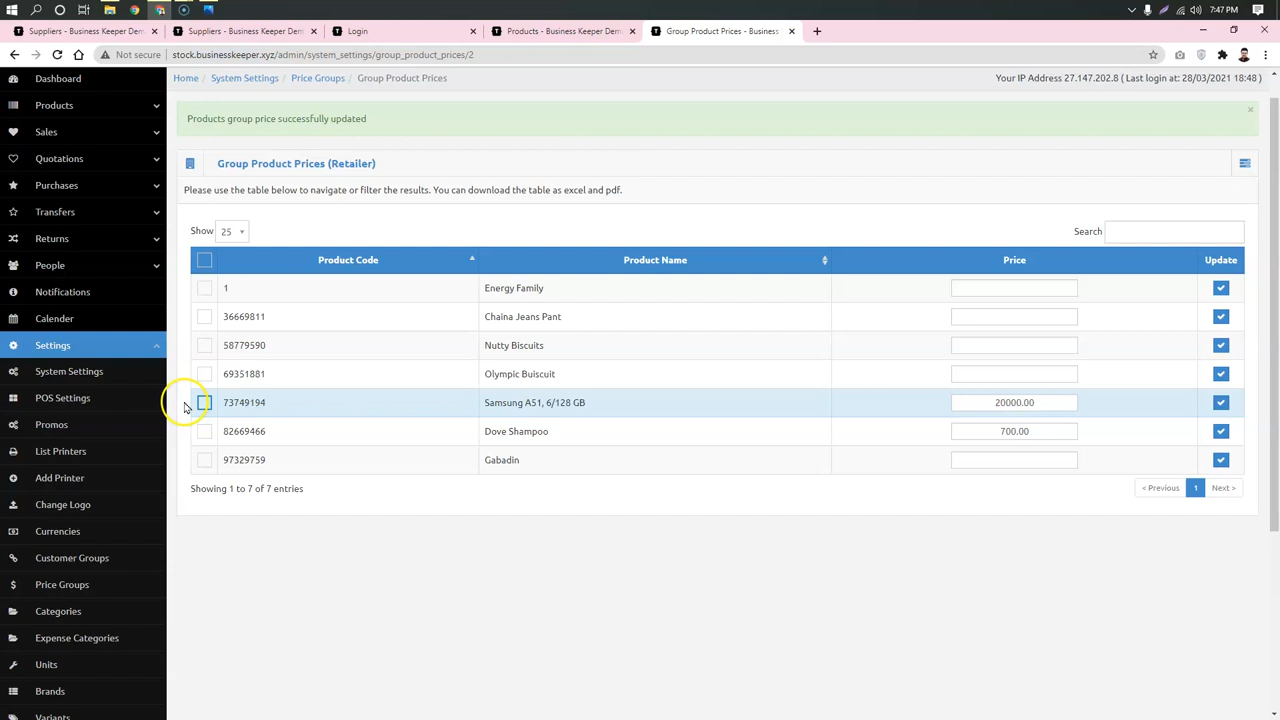 7:47 PM
Suppliers - Business Keeper Dem
Suppliers - Business Keeper Dem
Login
Products - Business Keeper Dem
Group Product Prices - Business
Not secure
stock.businesskeeper.xyz/admin/system_settings/group_product_prices/2
Dashboard
Products
Sales
Quotations
Purchases
Transfers
Returns
People
Notifications
Calender
Settings
System Settings
POS Settings
Promos
List Printers
Add Printer
Change Logo
Currencies
Customer Groups
Price Groups
Categories
Expense Categories
Units
Brands
Variants
Home / System Settings / Price Groups / Group Product Prices
Your IP Address 27.147.202.8 ( Last login at: 28/03/2021 18:48 )
Products group price successfully updated
×
Group Product Prices (Retailer)
Please use the table below to navigate or filter the results. You can download the table as excel and pdf.
Show 25
Search
Product Code Product Name Price Update
1 Energy Family
36669811 Chaina Jeans Pant
58779590 Nutty Biscuits
69351881 Olympic Buiscuit
73749194 Samsung A51, 6/128 GB 20000.00
82669466 Dove Shampoo 700.00
97329759 Gabadin
Showing 1 to 7 of 7 entries
< Previous 1 Next >